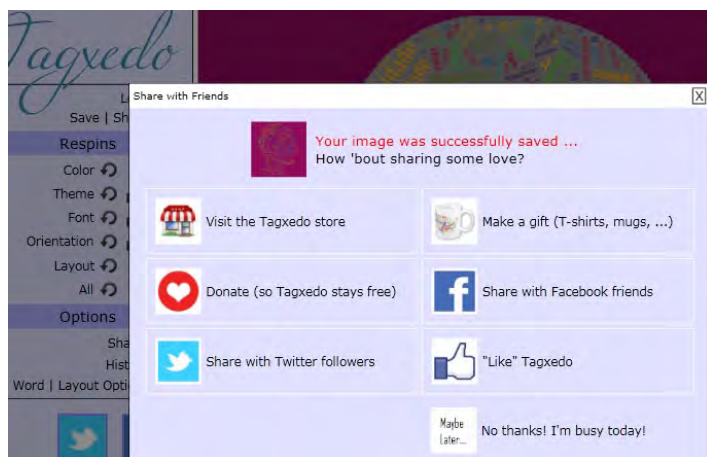 Tagxedo
Save | Sh
Respins
Color
Theme
Font
Orientation
Layout
All
Options
Sha
Hist
Word | Layout Opti
Share with Friends
X
Your image was successfully saved ...
How 'bout sharing some love?
Visit the Tagxedo store
Make a gift (T-shirts, mugs, ...)
Donate (so Tagxedo stays free)
f
Share with Facebook friends
Share with Twitter followers
"Like" Tagxedo
Maybe
Later...
No thanks! I'm busy today!